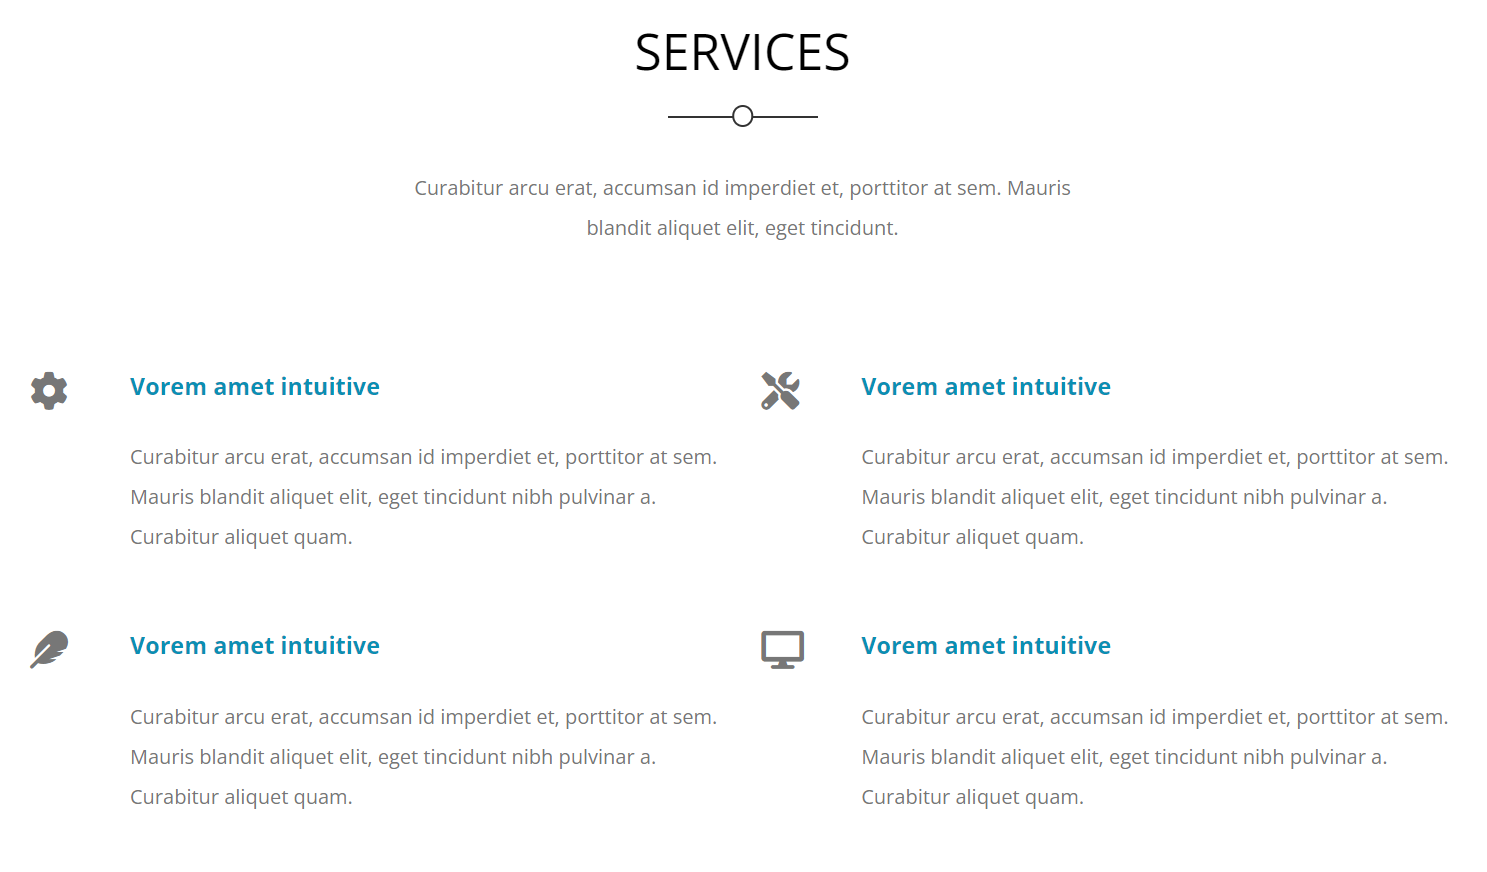 SERVICES
Curabitur arcu erat, accumsan id imperdiet et, porttitor at sem. Mauris
blandit aliquet elit, eget tincidunt.
Vorem amet intuitive
Curabitur arcu erat, accumsan id imperdiet et, porttitor at sem.
Mauris blandit aliquet elit, eget tincidunt nibh pulvinar a.
Curabitur aliquet quam.
Vorem amet intuitive
Curabitur arcu erat, accumsan id imperdiet et, porttitor at sem.
Mauris blandit aliquet elit, eget tincidunt nibh pulvinar a.
Curabitur aliquet quam.
Vorem amet intuitive
Curabitur arcu erat, accumsan id imperdiet et, porttitor at sem.
Mauris blandit aliquet elit, eget tincidunt nibh pulvinar a.
Curabitur aliquet quam.
Vorem amet intuitive
Curabitur arcu erat, accumsan id imperdiet et, porttitor at sem.
Mauris blandit aliquet elit, eget tincidunt nibh pulvinar a.
Curabitur aliquet quam.